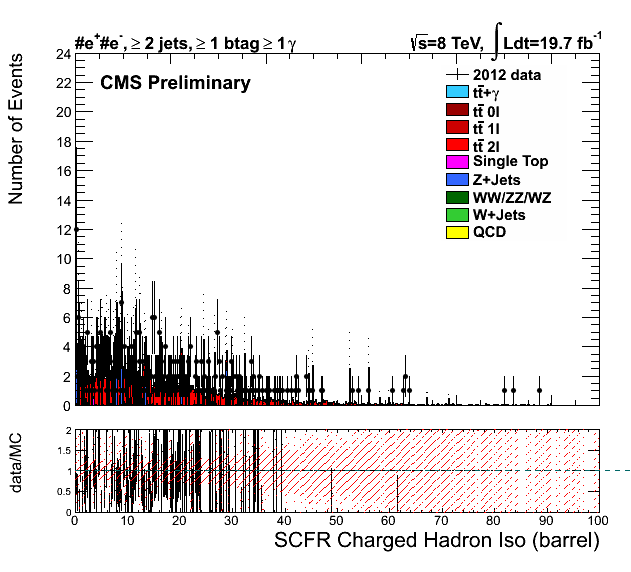 #e⁺#e⁻, ≥ 2 jets, ≥ 1 btag ≥ 1 γ
√s=8 TeV, ∫ Ldt=19.7 fb⁻¹
CMS Preliminary
2012 data
tt̄+γ
tt̄ 0l
tt̄ 1l
tt̄ 2l
Single Top
Z+Jets
WW/ZZ/WZ
W+Jets
QCD
Number of Events
24
22
20
18
16
14
12
10
8
6
4
2
0
data/MC
2
1.5
1
0.5
0
0 10 20 30 40 50 60 70 80 90 100
SCFR Charged Hadron Iso (barrel)